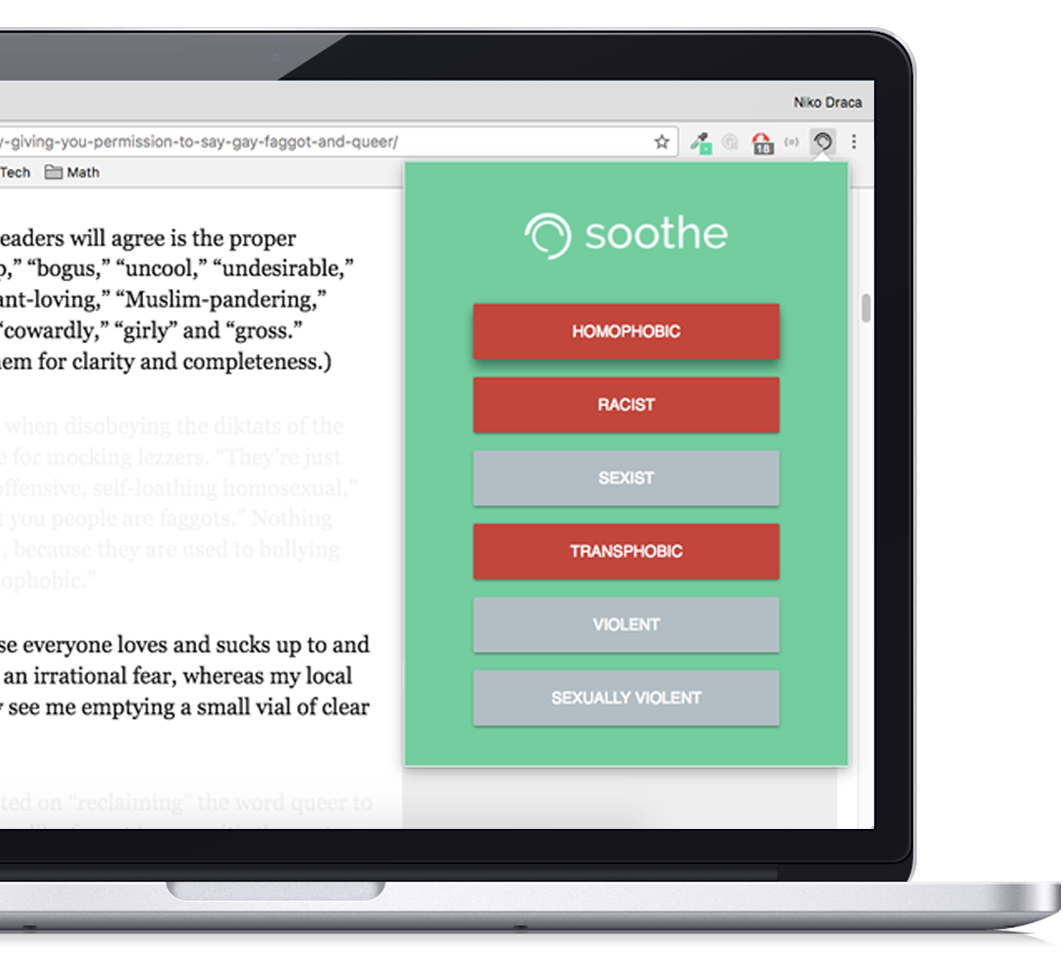 Niko Draca
y-giving-you-permission-to-say-gay-faggot-and-queer/
18
Tech Math
eaders will agree is the proper
p,” “bogus,” “uncool,” “undesirable,”
ant-loving,” “Muslim-pandering,”
“cowardly,” “girly” and “gross.”
em for clarity and completeness.)
when disobeying the diktats of the
e for mocking lezzers. “They’re just
offensive, self-loathing homosexual,”
t you people are faggots.” Nothing
, because they are used to bullying
ophobic.”
se everyone loves and sucks up to and
an irrational fear, whereas my local
y see me emptying a small vial of clear
ted on “reclaiming” the word queer to
soothe
HOMOPHOBIC
RACIST
SEXIST
TRANSPHOBIC
VIOLENT
SEXUALLY VIOLENT